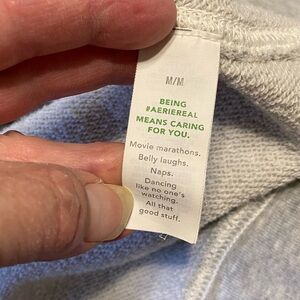 M/M
BEING
#AERIEREAL
MEANS CARING
FOR YOU.
Movie marathons.
Belly laughs.
Naps.
Dancing
like no one's
watching.
All that
good stuff.